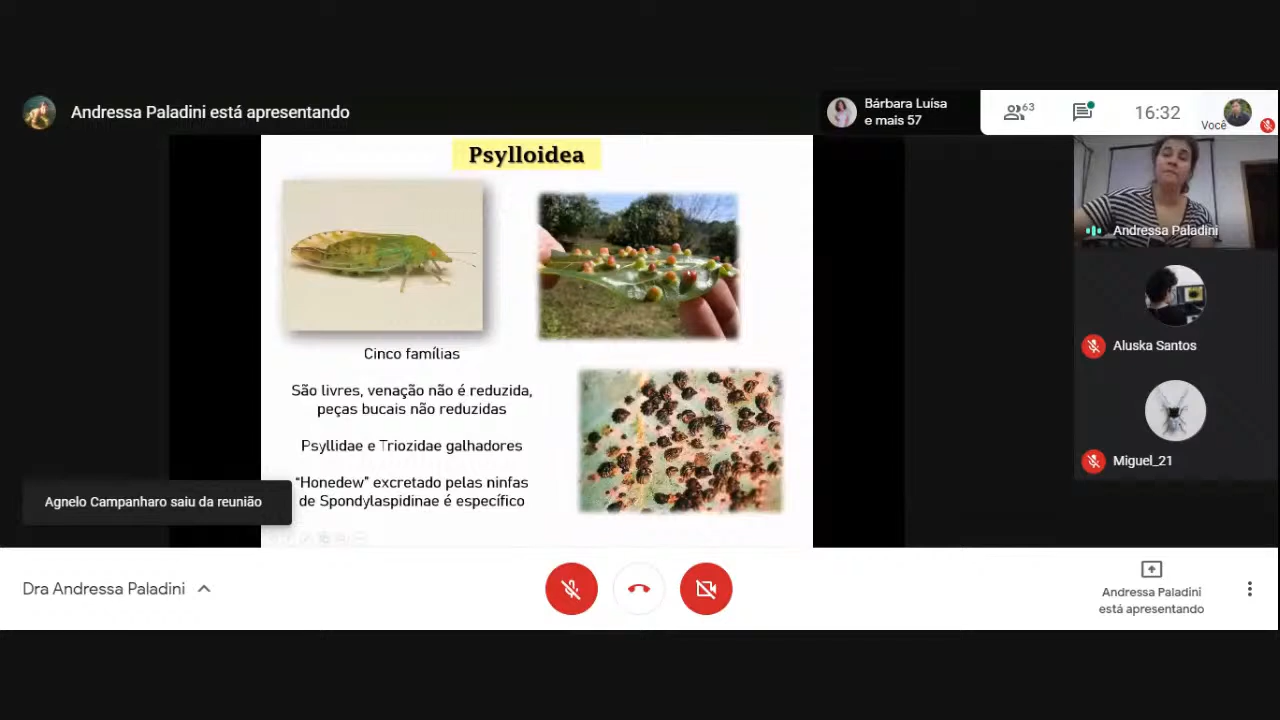 Andressa Paladini está apresentando
Bárbara Luísa
e mais 57
63
16:32
Você
Psylloidea
Andressa Paladini
Aluska Santos
Miguel_21
Cinco famílias
São livres, venação não é reduzida,
peças bucais não reduzidas
Psyllidae e Triozidae galhadores
"Honedew" excretado pelas ninfas
de Spondylaspidinae é específico
Agnelo Campanharo saiu da reunião
Dra Andressa Paladini
Andressa Paladini
está apresentando